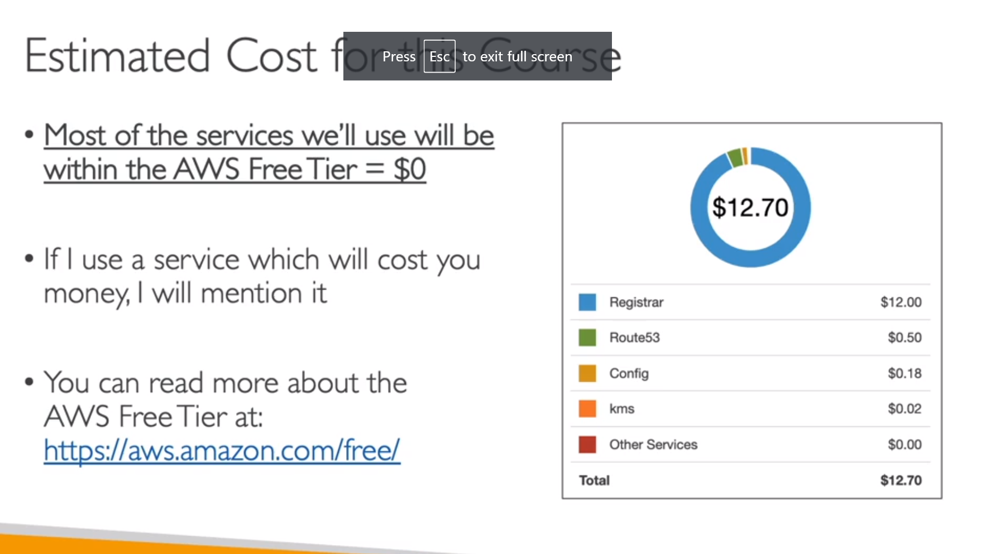 Estimated Cost for this Course
Press Esc to exit full screen
• Most of the services we'll use will be
within the AWS Free Tier = $0
• If I use a service which will cost you
money, I will mention it
• You can read more about the
AWS Free Tier at:
https://aws.amazon.com/free/
$12.70
Registrar $12.00
Route53 $0.50
Config $0.18
kms $0.02
Other Services $0.00
Total $12.70